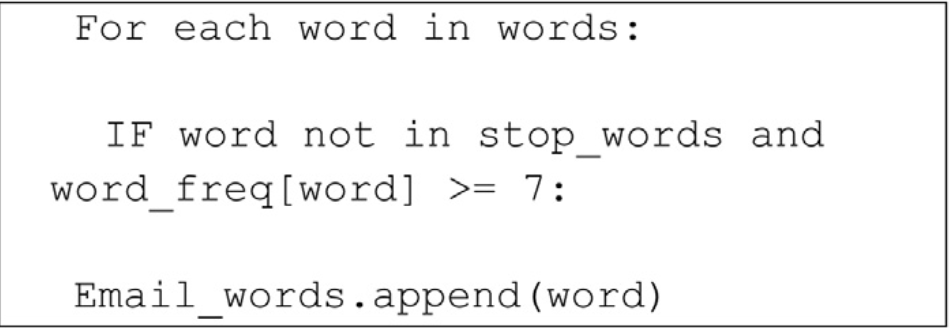 For each word in words:
IF word not in stop_words and
word_freq[word] >= 7:
Email_words.append(word)